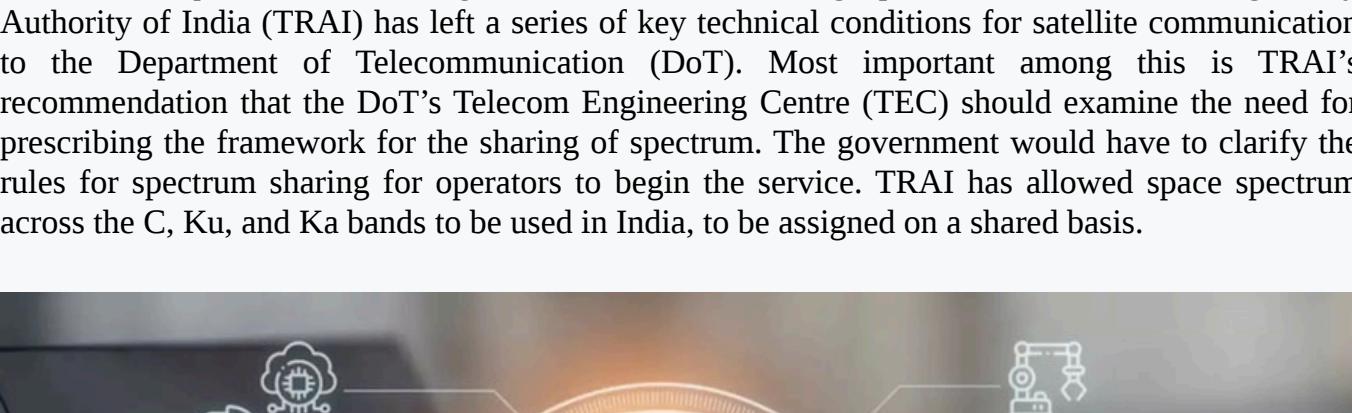 Authority of India (TRAI) has left a series of key technical conditions for satellite communication
to the Department of Telecommunication (DoT). Most important among this is TRAI’s
recommendation that the DoT’s Telecom Engineering Centre (TEC) should examine the need for
prescribing the framework for the sharing of spectrum. The government would have to clarify the
rules for spectrum sharing for operators to begin the service. TRAI has allowed space spectrum
across the C, Ku, and Ka bands to be used in India, to be assigned on a shared basis.